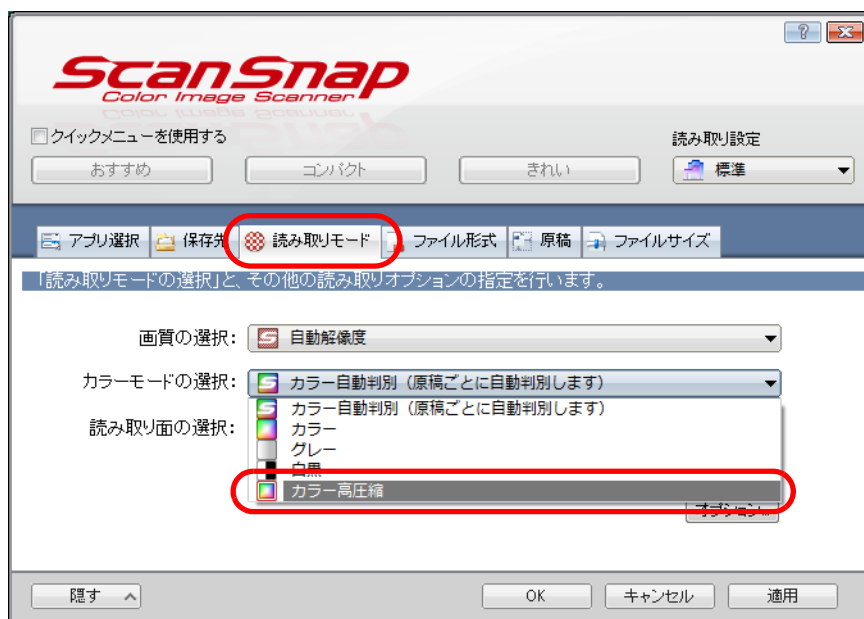 ScanSnap
Color Image Scanner
クイックメニューを使用する
読み取り設定
おすすめ
コンパクト
きれい
標準
アプリ選択
保存先
読み取りモード
ファイル形式
原稿
ファイルサイズ
「読み取りモードの選択」と、その他の読み取りオプションの指定を行います。
画質の選択:
自動解像度
カラーモードの選択:
カラー自動判別（原稿ごとに自動判別します）
カラー自動判別（原稿ごとに自動判別します）
読み取り面の選択:
カラー
グレー
白黒
カラー高圧縮
オプション...
隠す
OK
キャンセル
適用